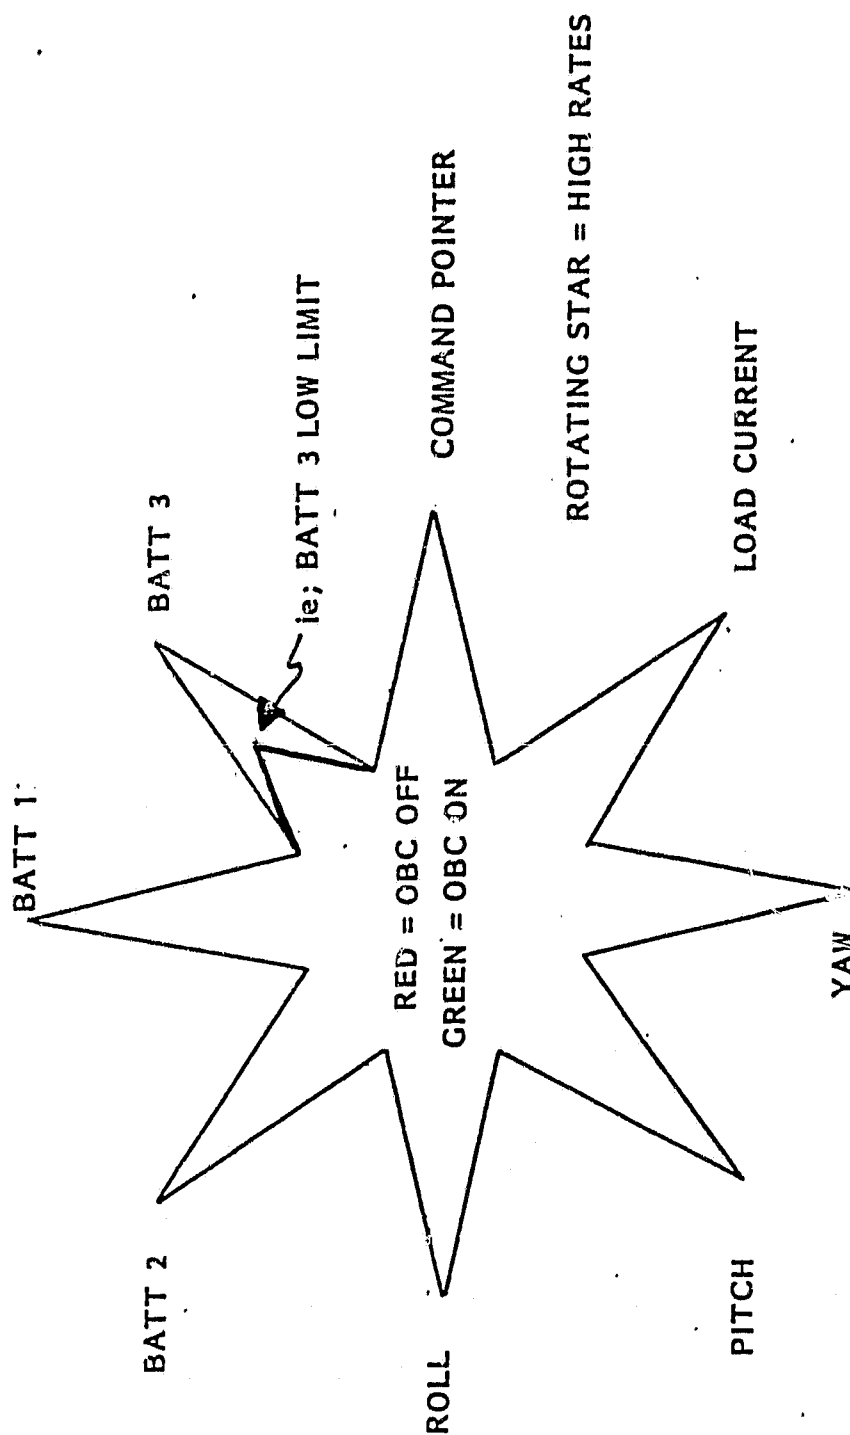 BATT 1
BATT 2
BATT 3
ie; BATT 3 LOW LIMIT
ROLL
RED = OBC OFF
GREEN = OBC ON
COMMAND POINTER
ROTATING STAR = HIGH RATES
PITCH
LOAD CURRENT
YAW